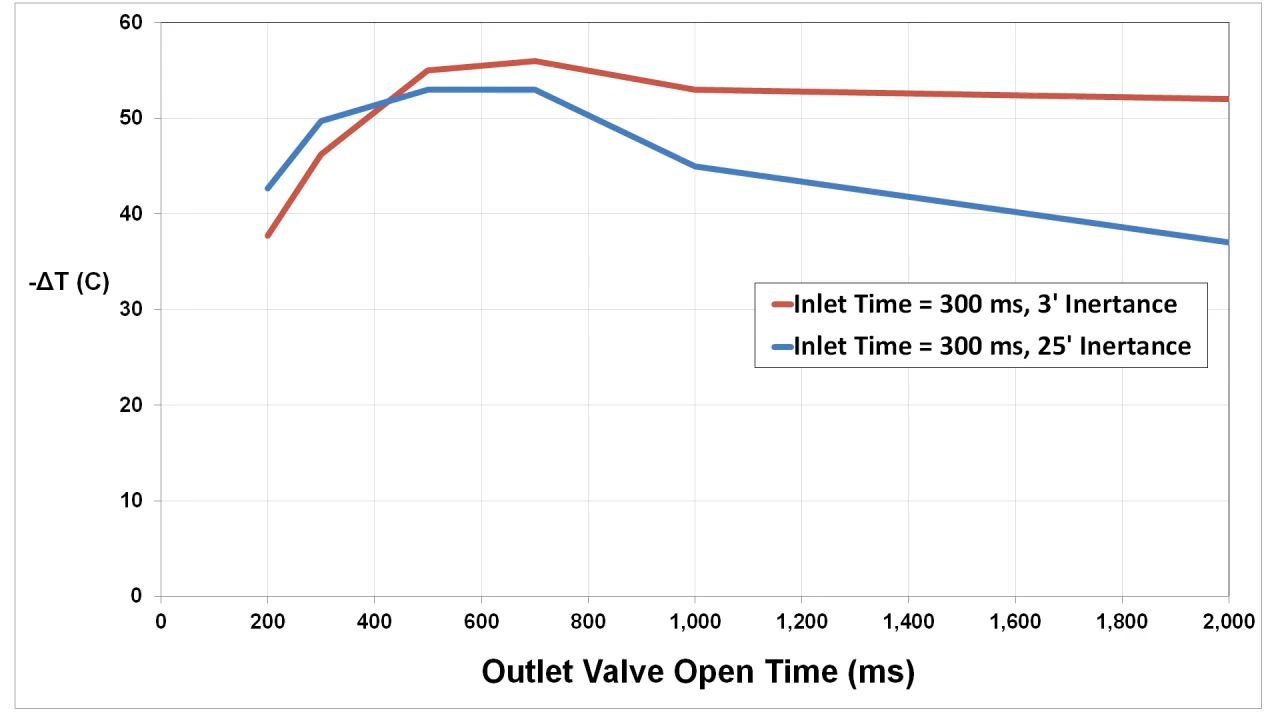 60
50
40
-ΔT (C)
30
Inlet Time = 300 ms, 3' Inertance
Inlet Time = 300 ms, 25' Inertance
20
10
0
0 200 400 600 800 1,000 1,200 1,400 1,600 1,800 2,000
Outlet Valve Open Time (ms)